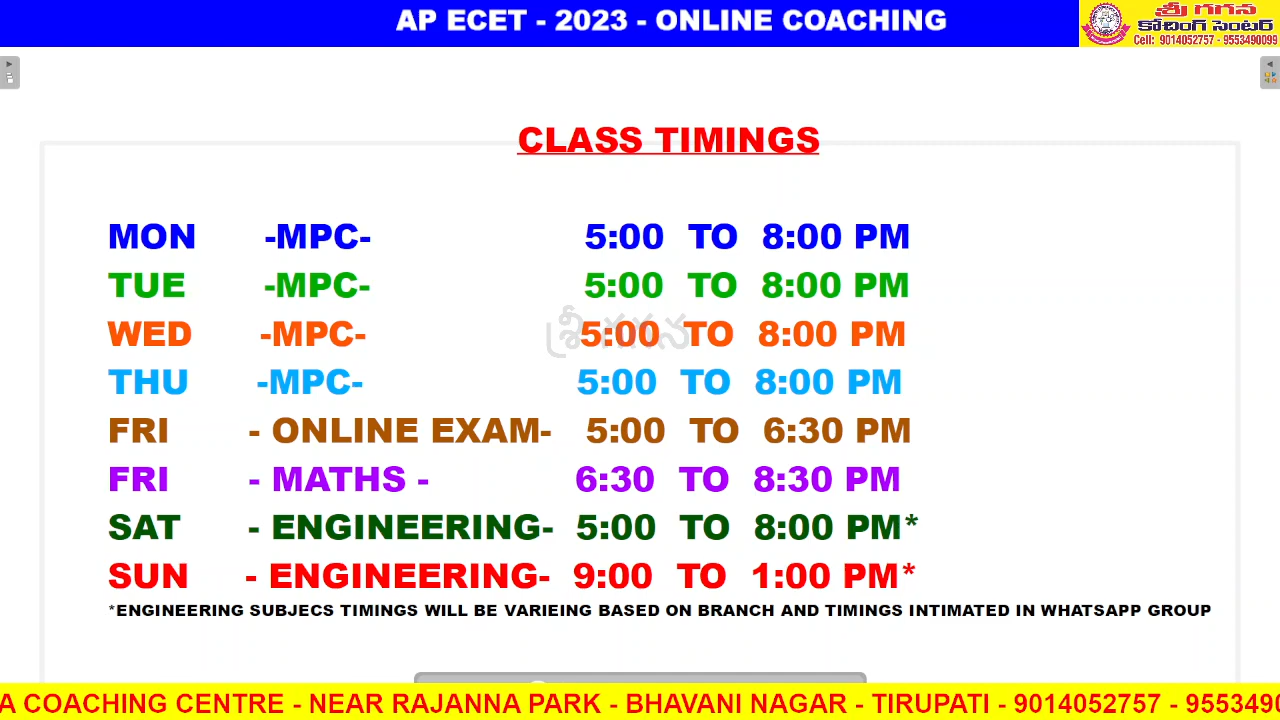 AP ECET - 2023 - ONLINE COACHING
శ్రీ గగన
కోచింగ్ సెంటర్
Cell: 9014052757 - 9553490099
CLASS TIMINGS
MON -MPC- 5:00 TO 8:00 PM
TUE -MPC- 5:00 TO 8:00 PM
WED -MPC- 5:00 TO 8:00 PM
శ్రీ గగన
THU -MPC- 5:00 TO 8:00 PM
FRI - ONLINE EXAM- 5:00 TO 6:30 PM
FRI - MATHS - 6:30 TO 8:30 PM
SAT - ENGINEERING- 5:00 TO 8:00 PM*
SUN - ENGINEERING- 9:00 TO 1:00 PM*
*ENGINEERING SUBJECS TIMINGS WILL BE VARIEING BASED ON BRANCH AND TIMINGS INTIMATED IN WHATSAPP GROUP
A COACHING CENTRE - NEAR RAJANNA PARK - BHAVANI NAGAR - TIRUPATI - 9014052757 - 9553490